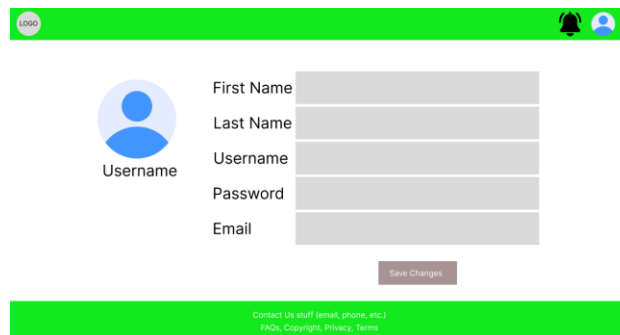 LOGO
First Name
Last Name
Username
Password
Email
Username
Save Changes
Contact Us stuff (email, phone, etc.)
FAQs, Copyright, Privacy, Terms